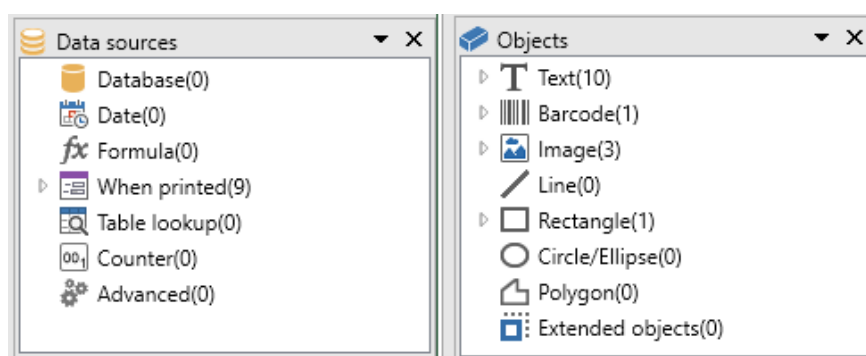 Data sources
Database(0)
Date(0)
Formula(0)
When printed(9)
Table lookup(0)
Counter(0)
Advanced(0)
Objects
Text(10)
Barcode(1)
Image(3)
Line(0)
Rectangle(1)
Circle/Ellipse(0)
Polygon(0)
Extended objects(0)